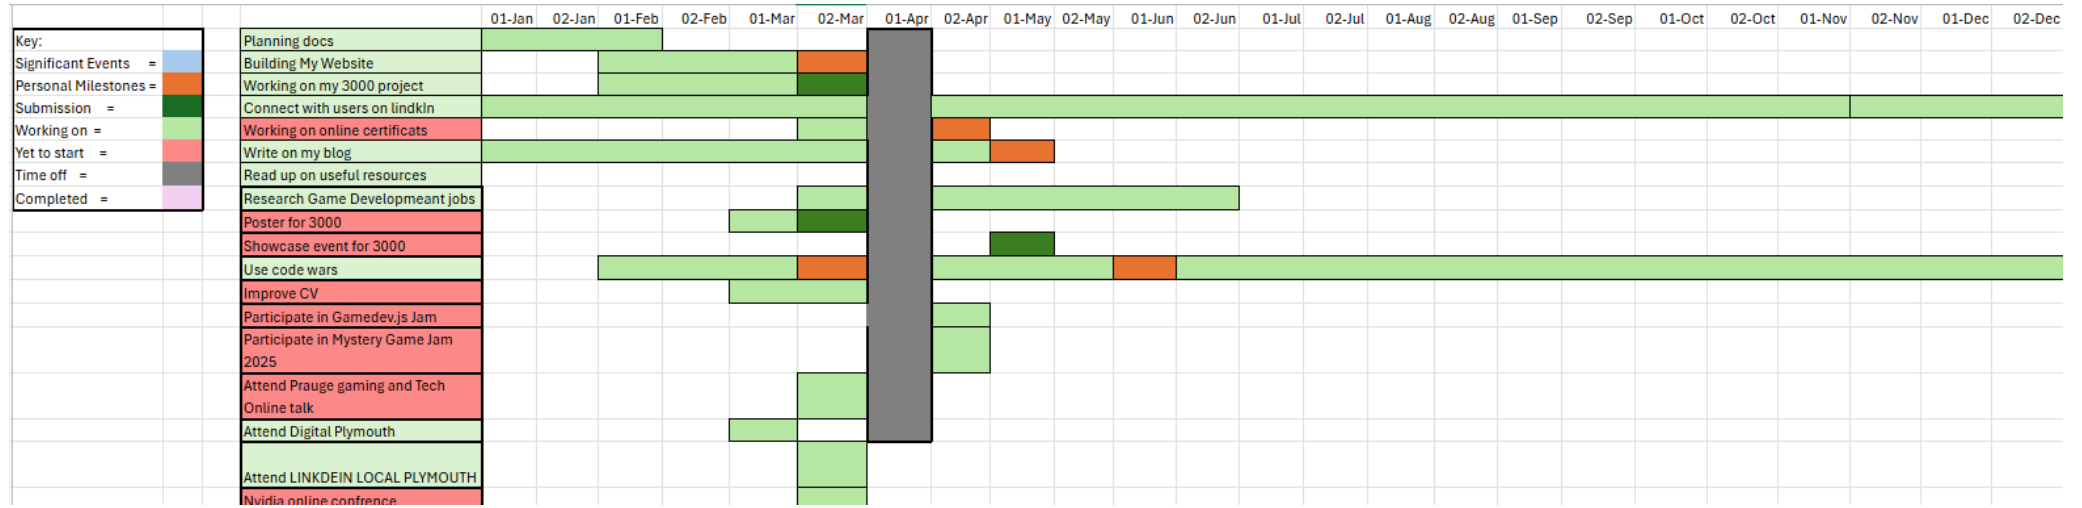 01-Jan 02-Jan 01-Feb 02-Feb 01-Mar 02-Mar 01-Apr 02-Apr 01-May 02-May 01-Jun 02-Jun 01-Jul 02-Jul 01-Aug 02-Aug 01-Sep 02-Sep 01-Oct 02-Oct 01-Nov 02-Nov 01-Dec 02-Dec
Key:
Significant Events =
Personal Milestones =
Submission =
Working on =
Yet to start =
Time off =
Completed =
Planning docs
Building My Website
Working on my 3000 project
Connect with users on lindkIn
Working on online certificats
Write on my blog
Read up on useful resources
Research Game Developmeant jobs
Poster for 3000
Showcase event for 3000
Use code wars
Improve CV
Participate in Gamedev.js Jam
Participate in Mystery Game Jam
2025
Attend Prauge gaming and Tech
Online talk
Attend Digital Plymouth
Attend LINKDEIN LOCAL PLYMOUTH
Nvidia online confrence